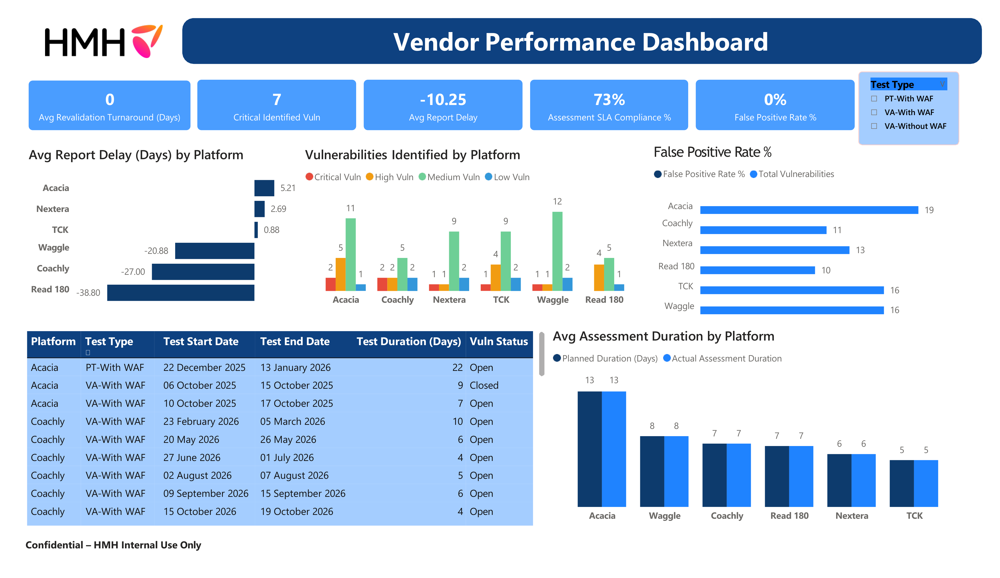 HMH
Vendor Performance Dashboard
0
Avg Revalidation Turnaround (Days)
7
Critical Identified Vuln
-10.25
Avg Report Delay
73%
Assessment SLA Compliance %
0%
False Positive Rate %
Test Type
PT-With WAF
VA-With WAF
VA-Without WAF
Avg Report Delay (Days) by Platform
Acacia 5.21
Nextera 2.69
TCK 0.88
Waggle -20.88
Coachly -27.00
Read 180 -38.80
Vulnerabilities Identified by Platform
Critical Vuln High Vuln Medium Vuln Low Vuln
2 5 11 1
2 2 5 2
1 1 9 2
1 4 9 2
1 1 12 2
4 5 1
Acacia Coachly Nextera TCK Waggle Read 180
False Positive Rate %
False Positive Rate % Total Vulnerabilities
Acacia 19
Coachly 11
Nextera 13
Read 180 10
TCK 16
Waggle 16
Platform Test Type Test Start Date Test End Date Test Duration (Days) Vuln Status
Acacia PT-With WAF 22 December 2025 13 January 2026 22 Open
Acacia VA-With WAF 06 October 2025 15 October 2025 9 Closed
Acacia VA-With WAF 10 October 2025 17 October 2025 7 Open
Coachly VA-With WAF 23 February 2026 05 March 2026 10 Open
Coachly VA-With WAF 20 May 2026 26 May 2026 6 Open
Coachly VA-With WAF 27 June 2026 01 July 2026 4 Open
Coachly VA-With WAF 02 August 2026 07 August 2026 5 Open
Coachly VA-With WAF 09 September 2026 15 September 2026 6 Open
Coachly VA-With WAF 15 October 2026 19 October 2026 4 Open
Avg Assessment Duration by Platform
Planned Duration (Days) Actual Assessment Duration
13 13 8 8 7 7 7 7 6 6 5 5
Acacia Waggle Coachly Read 180 Nextera TCK
Confidential – HMH Internal Use Only